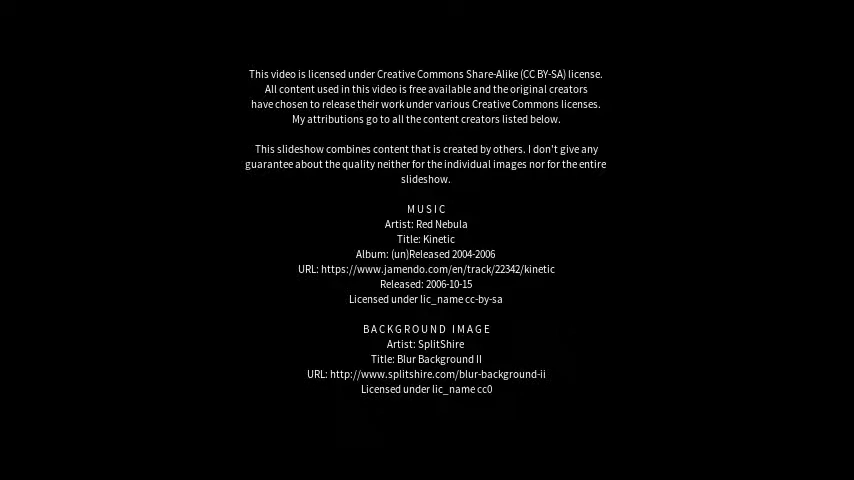 This video is licensed under Creative Commons Share-Alike (CC BY-SA) license.
All content used in this video is free available and the original creators
have chosen to release their work under various Creative Commons licenses.
My attributions go to all the content creators listed below.
This slideshow combines content that is created by others. I don't give any
guarantee about the quality neither for the individual images nor for the entire
slideshow.
MUSIC
Artist: Red Nebula
Title: Kinetic
Album: (un)Released 2004-2006
URL: https://www.jamendo.com/en/track/22342/kinetic
Released: 2006-10-15
Licensed under lic_name cc-by-sa
BACKGROUND IMAGE
Artist: SplitShire
Title: Blur Background II
URL: http://www.splitshire.com/blur-background-ii
Licensed under lic_name cc0